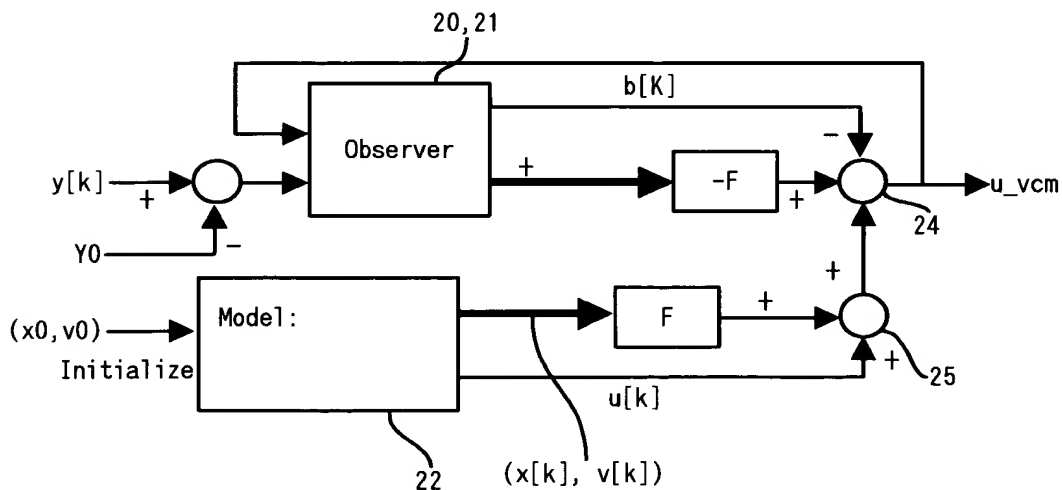 20,21
b[K]
Observer
−
+
-F
+
u_vcm
y[k]
+
24
Y0
−
+
Model:
F
+
(x0,v0)
Initialize
+
25
u[k]
22
(x[k], v[k])